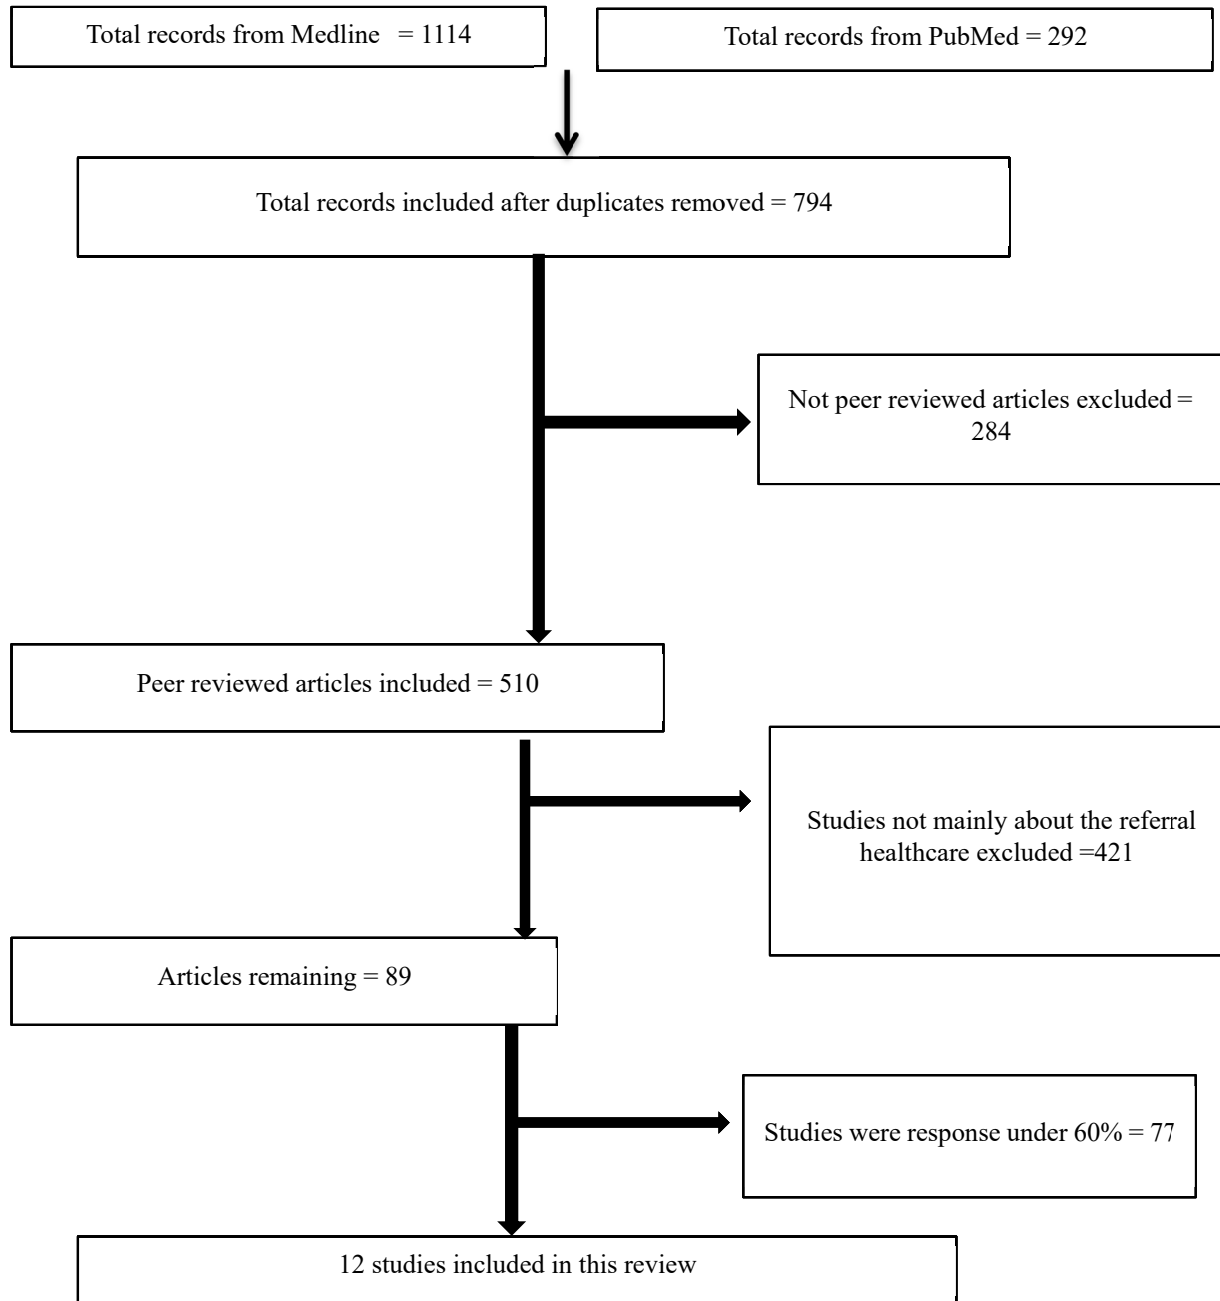 Total records from Medline = 1114
Total records from PubMed = 292
Total records included after duplicates removed = 794
Not peer reviewed articles excluded =
284
Peer reviewed articles included = 510
Studies not mainly about the referral
healthcare excluded =421
Articles remaining = 89
Studies were response under 60% = 77
12 studies included in this review